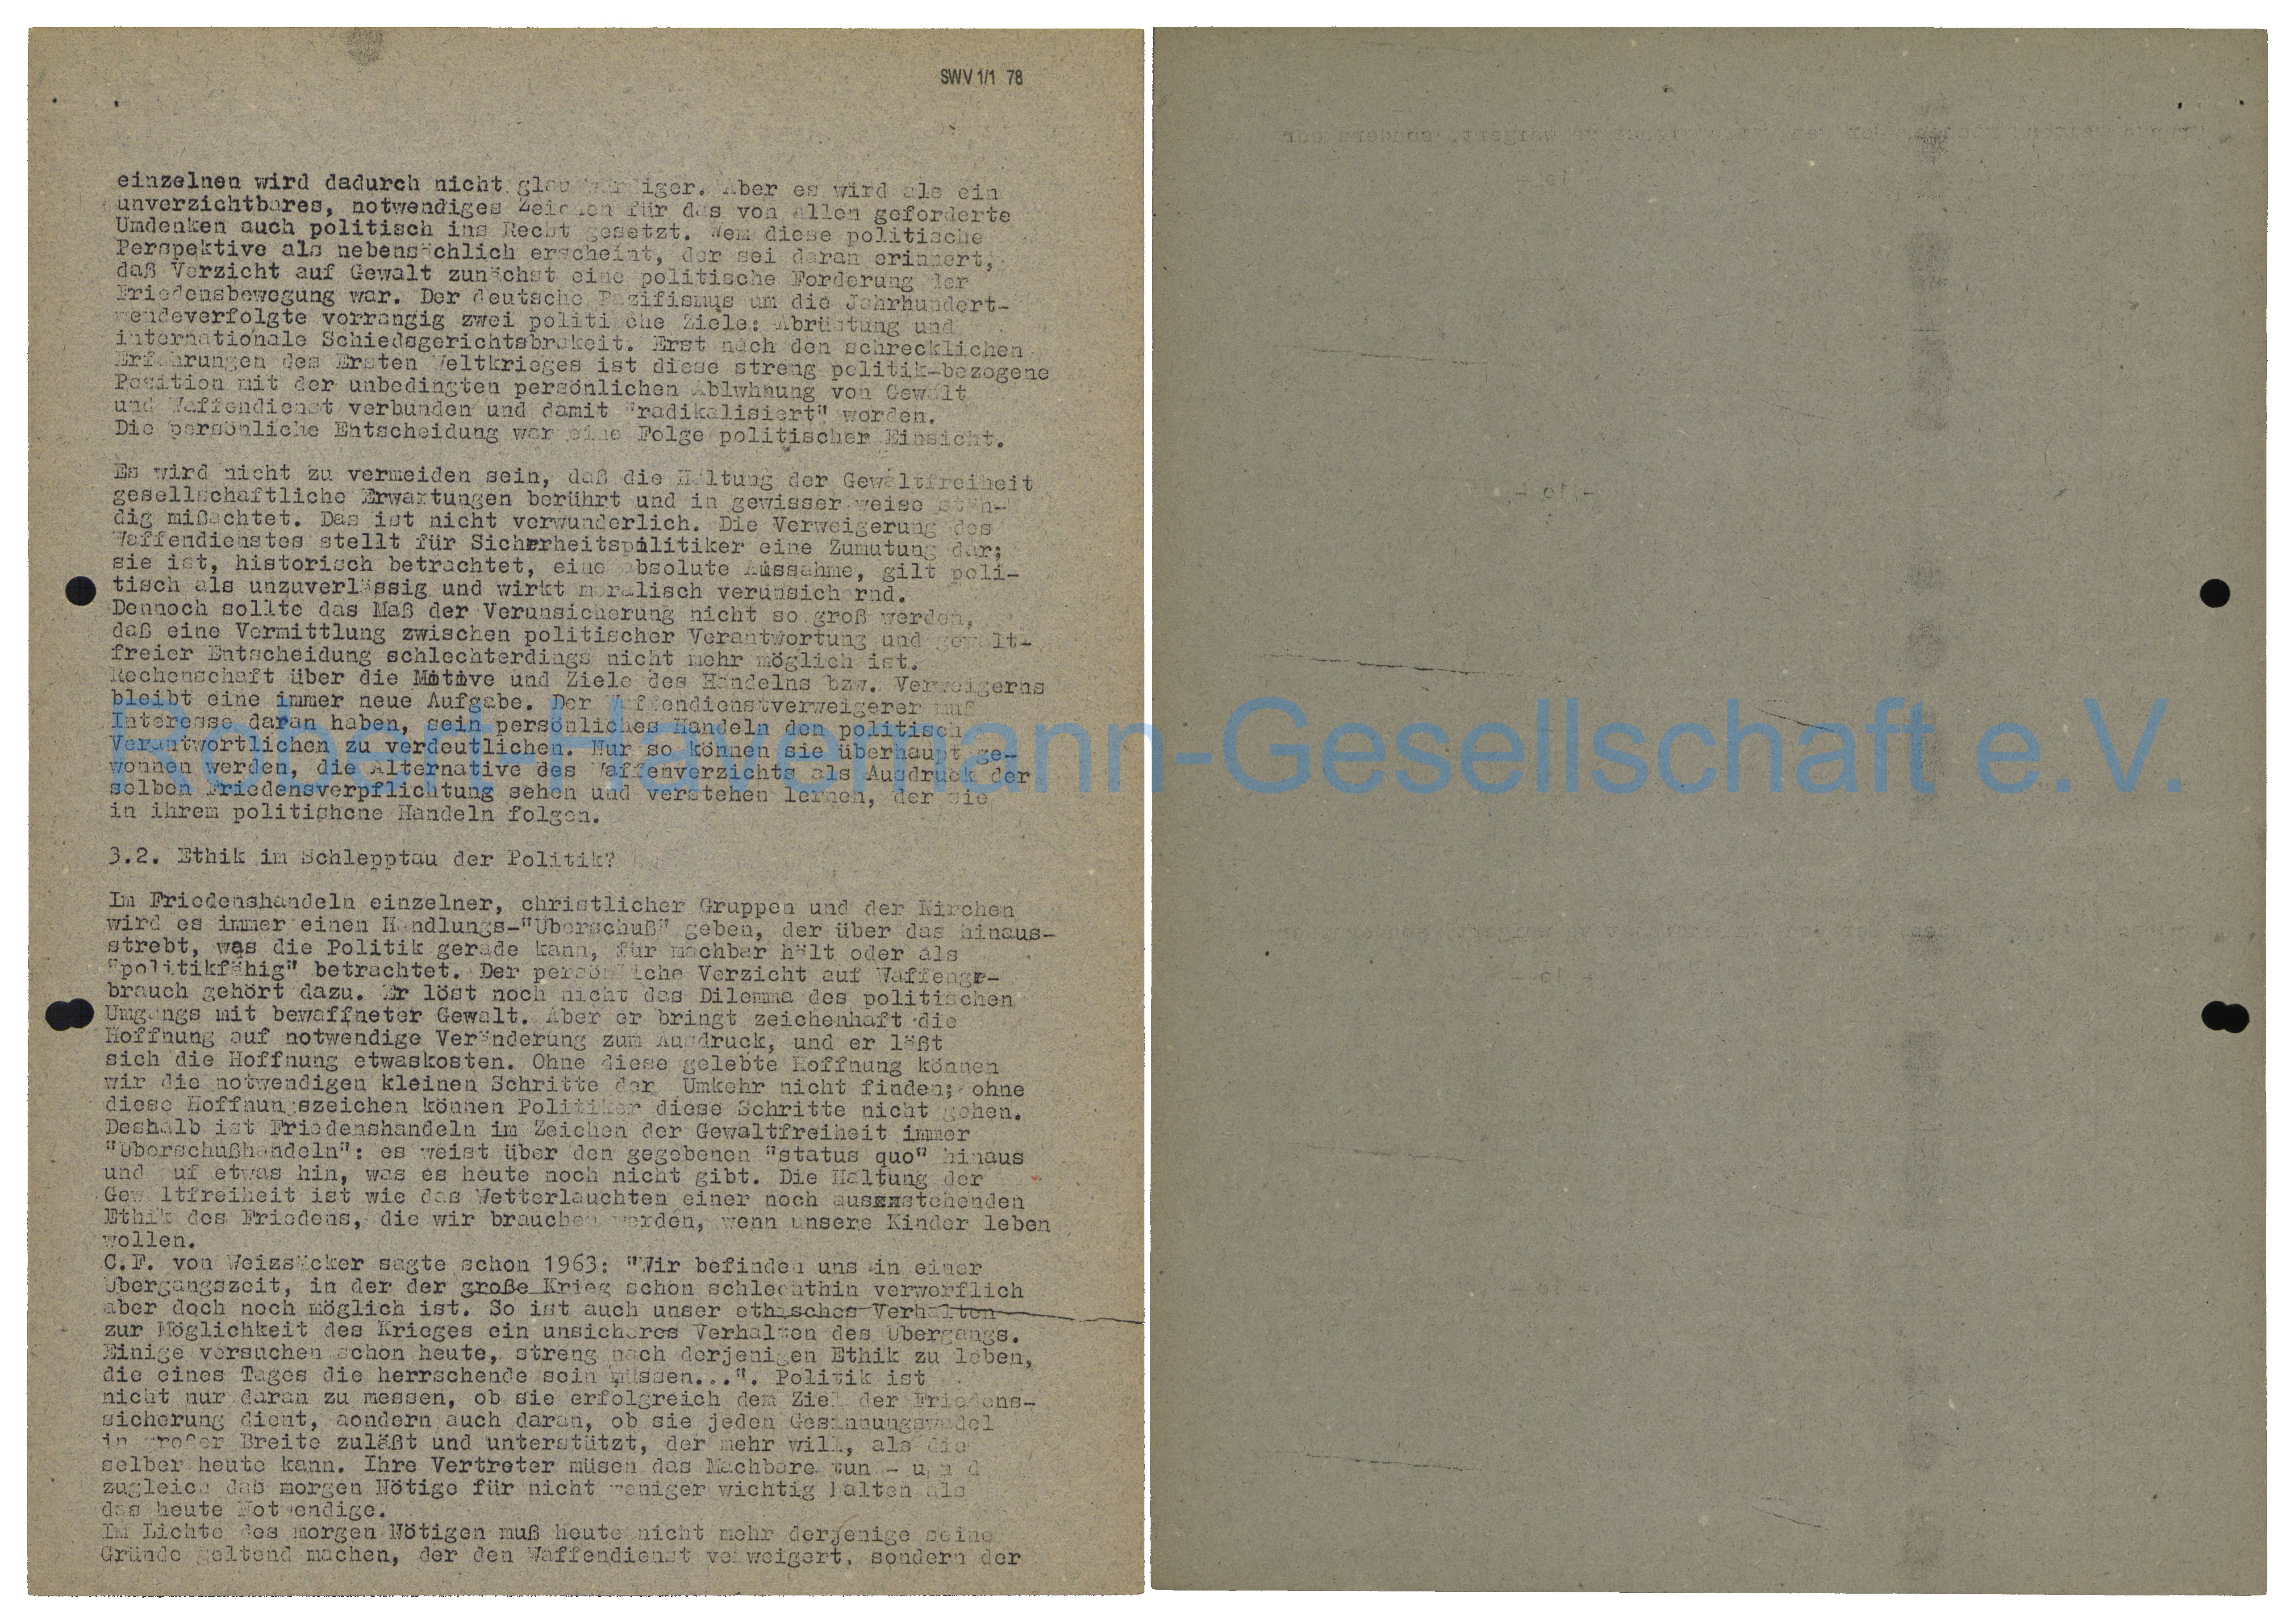 SWV 1/1 78
einzelnen wird dadurch nicht glaubwürdiger. Aber es wird als ein
unverzichtbares, notwendiges Zeichen für das von allen geforderte
Umdenken auch politisch ins Recht gesetzt. Wem diese politische
Perspektive als nebensächlich erscheint, der sei daran erinnert,
daß Verzicht auf Gewalt zunächst eine politische Forderung der
Friedensbewegung war. Der deutsche Pazifismus um die Jahrhundert-
wendeverfolgte vorrangig zwei politische Ziele: Abrüstung und
internationale Schiedsgerichtsbrakeit. Erst nach den schrecklichen
Erfahrungen des Ersten Weltkrieges ist diese streng politik-bezogene
Position mit der unbedingten persönlichen Ablwhnung von Gewalt
und Waffendienst verbunden und damit "radikalisiert" worden.
Die persönliche Entscheidung war eine Folge politischer Einsicht.
Es wird nicht zu vermeiden sein, daß die Haltung der Gewaltfreiheit
gesellschaftliche Erwartungen berührt und in gewisser weise stän-
dig mißachtet. Das ist nicht verwunderlich. Die Verweigerung des
Waffendienstes stellt für Sicherheitspolitiker eine Zumutung dar;
sie ist, historisch betrachtet, eine absolute Aussahme, gilt poli-
tisch als unzuverlässig und wirkt moralisch verunsich rnd.
Dennoch sollte das Maß der Verunsicherung nicht so groß werden,
daß eine Vermittlung zwischen politischer Verantwortung und gewalt-
freier Entscheidung schlechterdings nicht mehr möglich ist.
Rechenschaft über die Motive und Ziele des Handelns bzw. Verweigerns
bleibt eine immer neue Aufgabe. Der Waffendienstverweigerer muß
Interesse daran haben, sein persönliches Handeln den politisch
Verantwortlichen zu verdeutlichen. Nur so können sie überhaupt ge-
wonnen werden, die Alternative des Waffenverzichts als Ausdruck der
selben Friedensverpflichtung sehen und verstehen lernen, der sie
in ihrem politishcne Handeln folgen.
3.2. Ethik im Schlepptau der Politik?
Im Friedenshandeln einzelner, christlicher Gruppen und der Kirchen
wird es immer einen Handlungs-"Überschuß" geben, der über das hinaus-
strebt, was die Politik gerade kann, für machbar hält oder als
"politikfähig" betrachtet. Der persönliche Verzicht auf Waffenge-
brauch gehört dazu. Er löst noch nicht das Dilemma des politischen
Umgangs mit bewaffneter Gewalt. Aber er bringt zeichenhaft die
Hoffnung auf notwendige Veränderung zum Ausdruck, und er läßt
sich die Hoffnung etwaskosten. Ohne diese gelebte Hoffnung können
wir die notwendigen kleinen Schritte der Umkehr nicht finden; ohne
diese Hoffnungszeichen können Politiker diese Schritte nicht gehen.
Deshalb ist Friedenshandeln im Zeichen der Gewaltfreiheit immer
"Überschußhandeln": es weist über den gegebenen "status quo" hinaus
und auf etwas hin, was es heute noch nicht gibt. Die Haltung der
Gewaltfreiheit ist wie das Wetterlauchten einer noch ausxxstehenden
Ethik des Friedens, die wir brauchen werden, wenn unsere Kinder leben
wollen.
C.F. von Weizsäcker sagte schon 1963: "Wir befinden uns in einer
Übergangszeit, in der der große Krieg schon schlechthin verwerflich
aber doch noch möglich ist. So ist auch unser ethisches Verhalten
zur Möglichkeit des Krieges ein unsicheres Verhalten des Übergangs.
Einige versuchen schon heute, streng nach derjenigen Ethik zu leben,
die eines Tages die herrschende sein müssen...". Politik ist
nicht nur daran zu messen, ob sie erfolgreich dem Ziel der Friedens-
sicherung dient, aondern auch daran, ob sie jeden Gesinnungswadel
in großer Breite zuläßt und unterstützt, der mehr will, als die
selber heute kann. Ihre Vertreter müsen das Machbare tun - u n d
zugleich das morgen Nötige für nicht weniger wichtig halten als
das heute Notwendige.
Im Lichte des morgen Nötigen muß heute nicht mehr derjenige seine
Gründe geltend machen, der den Waffendienst verweigert, sondern der
Robert-Havemann-Gesellschaft e.V.